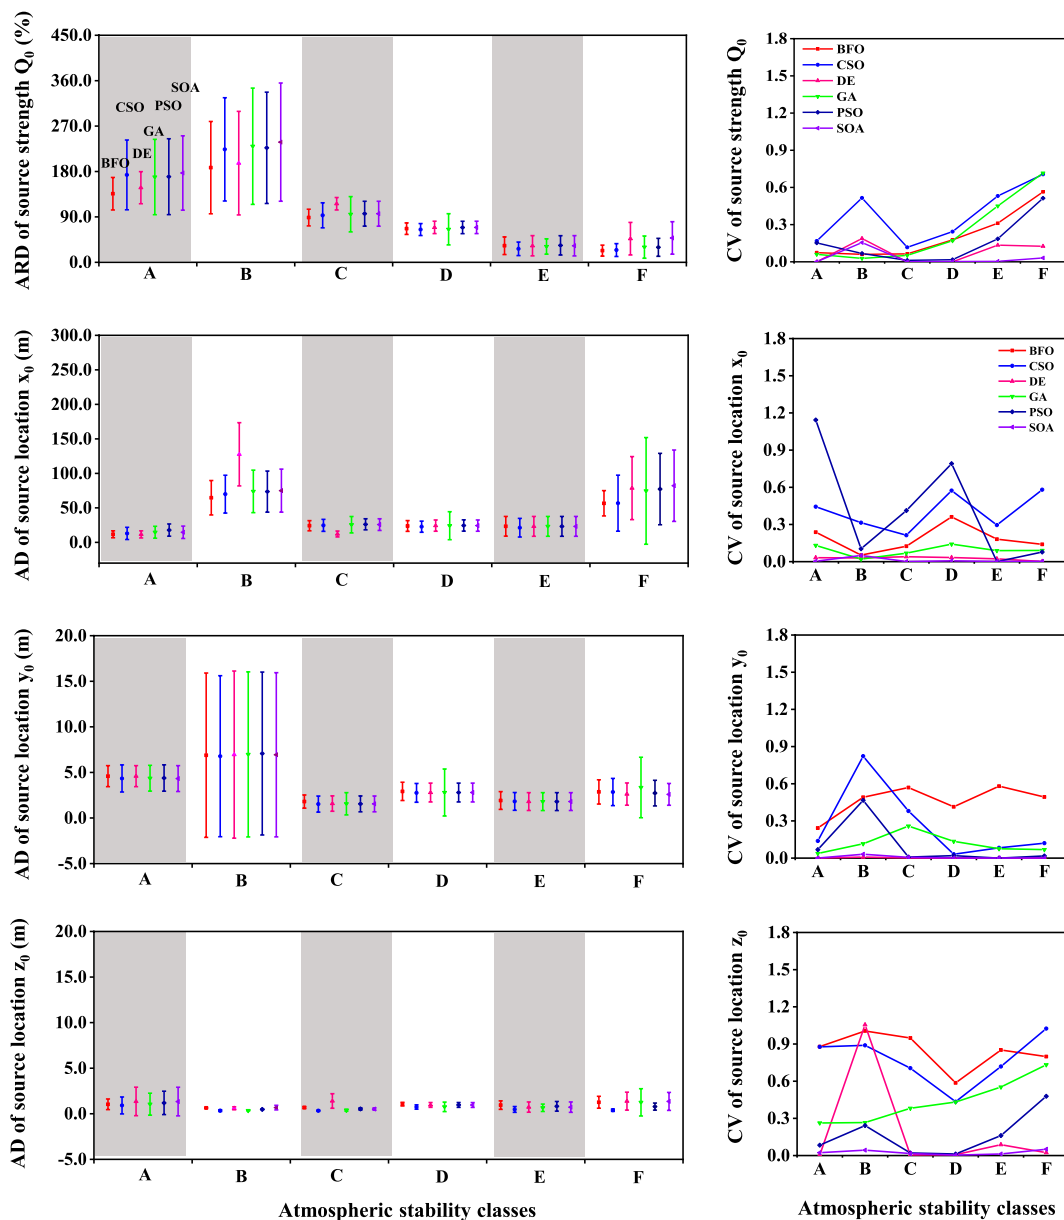 ARD of source strength Q0 (%)
450.0
360.0
270.0
180.0
90.0
0.0
BFO
CSO
DE
GA
PSO
SOA
A B C D E F
CV of source strength Q0
1.8
1.5
1.2
0.9
0.6
0.3
0.0
BFO
CSO
DE
GA
PSO
SOA
A B C D E F
AD of source location x0 (m)
300.0
250.0
200.0
150.0
100.0
50.0
0.0
A B C D E F
CV of source location x0
1.8
1.5
1.2
0.9
0.6
0.3
0.0
BFO
CSO
DE
GA
PSO
SOA
A B C D E F
AD of source location y0 (m)
20.0
15.0
10.0
5.0
0.0
-5.0
A B C D E F
CV of source location y0
1.8
1.5
1.2
0.9
0.6
0.3
0.0
A B C D E F
AD of source location z0 (m)
20.0
15.0
10.0
5.0
0.0
-5.0
A B C D E F
Atmospheric stability classes
CV of source location z0
1.8
1.5
1.2
0.9
0.6
0.3
0.0
A B C D E F
Atmospheric stability classes